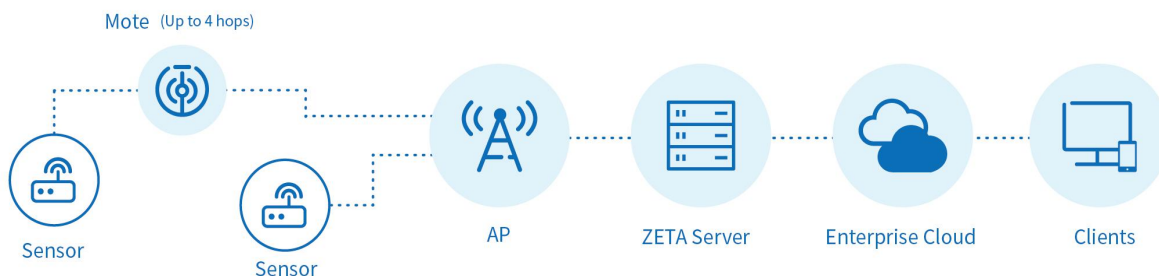 Mote (Up to 4 hops)
Sensor
Sensor
AP
ZETA Server
Enterprise Cloud
Clients